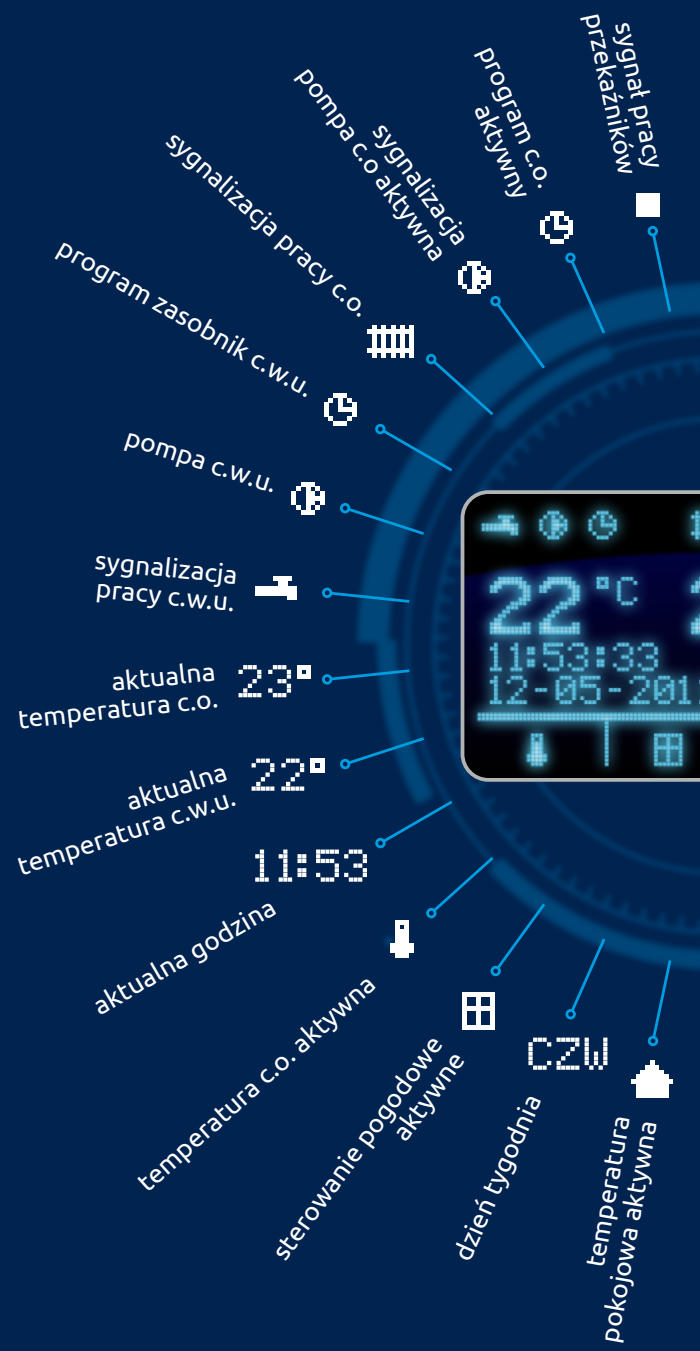 sygnał pracy
przekaźników
program c.o.
aktywny
sygnalizacja
pompa c.o aktywna
sygnalizacja pracy c.o.
program zasobnik c.w.u.
pompa c.w.u.
sygnalizacja
pracy c.w.u.
aktualna
temperatura c.o.
23°
aktualna
temperatura c.w.u.
22°
11:53
aktualna godzina
temperatura c.o. aktywna
sterowanie pogodowe
aktywne
CZW
dzień tygodnia
temperatura
pokojowa aktywna
22°C
11:53:33
12-05-201